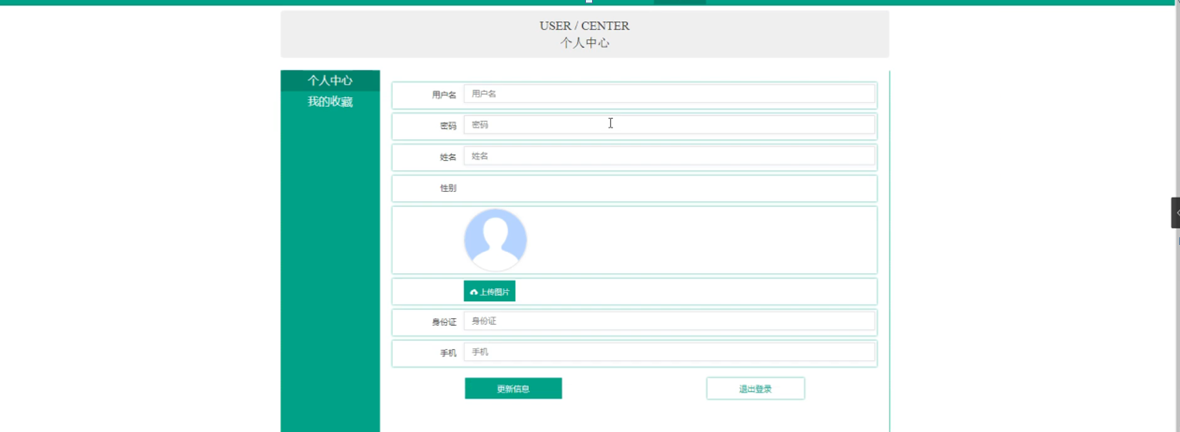 USER / CENTER
个人中心
个人中心
我的收藏
用户名 用户名
密码 密码
姓名 姓名
性别
上传图片
身份证 身份证
手机 手机
更新信息 退出登录